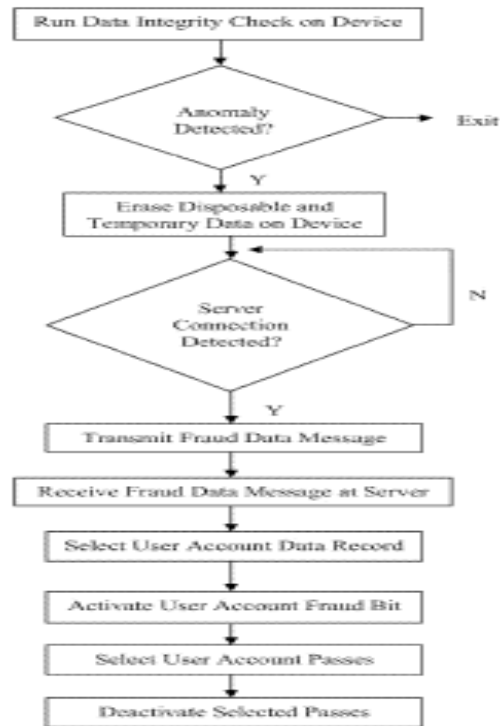 Run Data Integrity Check on Device
Anomaly
Detected?
Exit
Y
Erase Disposable and
Temporary Data on Device
Server
Connection
Detected?
N
Y
Transmit Fraud Data Message
Receive Fraud Data Message at Server
Select User Account Data Record
Activate User Account Fraud Bit
Select User Account Passes
Deactivate Selected Passes